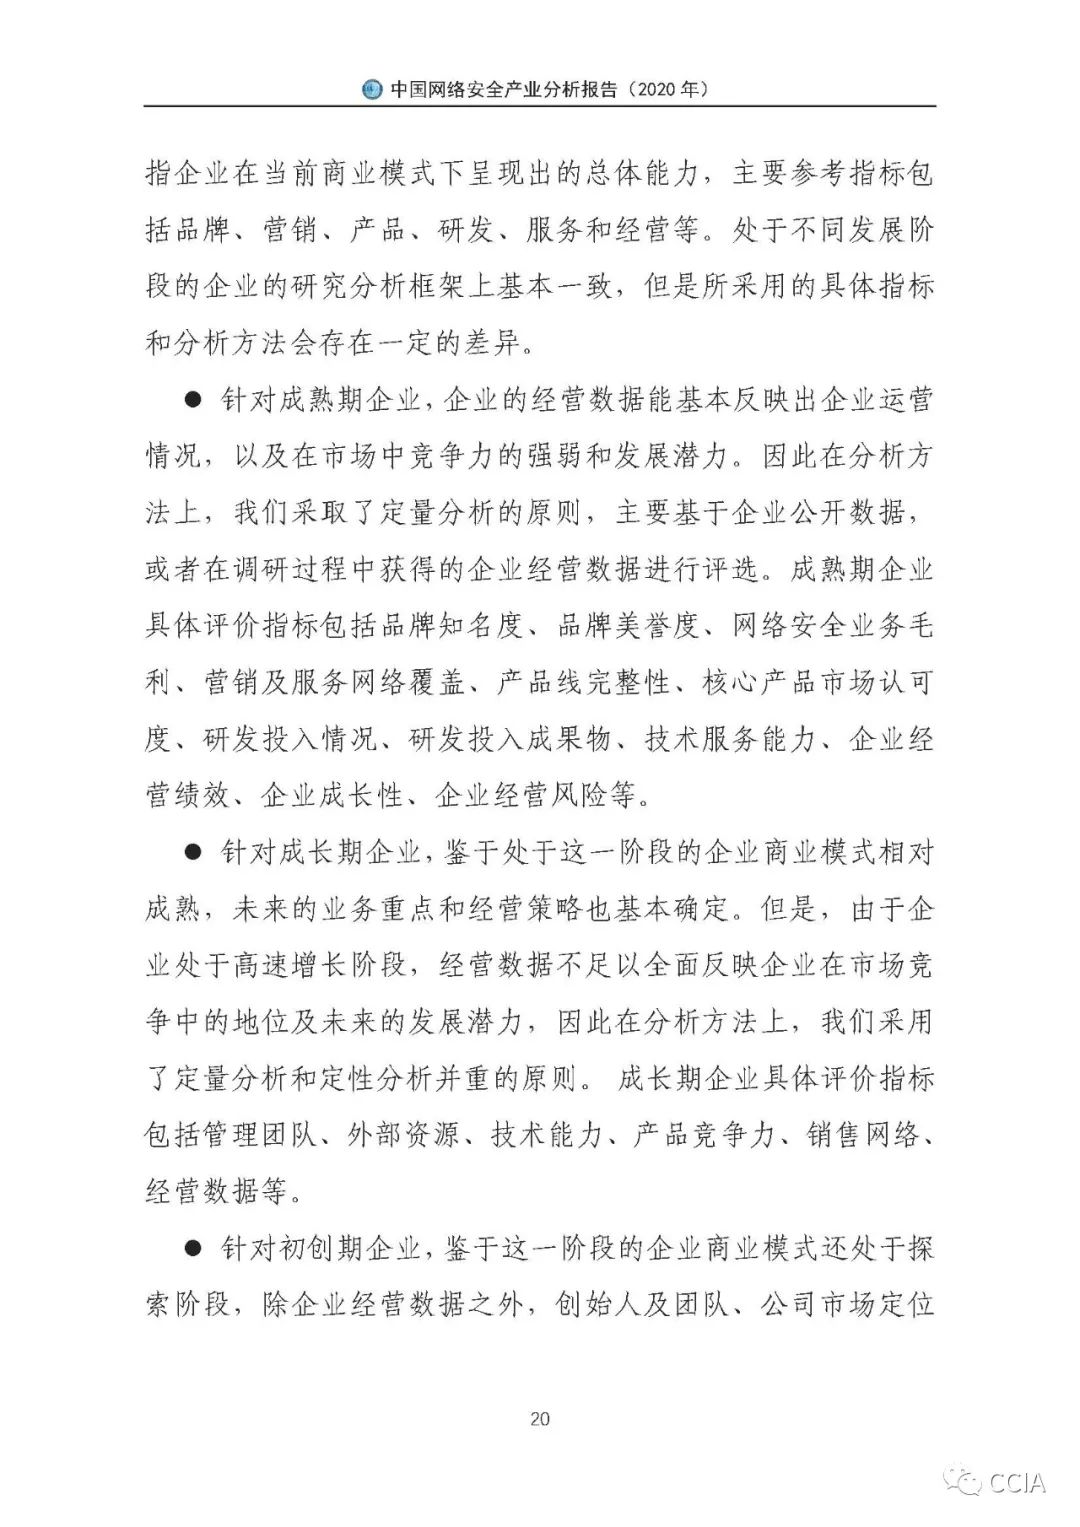 中国网络安全产业分析报告（2020 年）
指企业在当前商业模式下呈现出的总体能力，主要参考指标包
括品牌、营销、产品、研发、服务和经营等。处于不同发展阶
段的企业的研究分析框架上基本一致，但是所采用的具体指标
和分析方法会存在一定的差异。
● 针对成熟期企业，企业的经营数据能基本反映出企业运营
情况，以及在市场中竞争力的强弱和发展潜力。因此在分析方
法上，我们采取了定量分析的原则，主要基于企业公开数据，
或者在调研过程中获得的企业经营数据进行评选。成熟期企业
具体评价指标包括品牌知名度、品牌美誉度、网络安全业务毛
利、营销及服务网络覆盖、产品线完整性、核心产品市场认可
度、研发投入情况、研发投入成果物、技术服务能力、企业经
营绩效、企业成长性、企业经营风险等。
● 针对成长期企业，鉴于处于这一阶段的企业商业模式相对
成熟，未来的业务重点和经营策略也基本确定。但是，由于企
业处于高速增长阶段，经营数据不足以全面反映企业在市场竞
争中的地位及未来的发展潜力，因此在分析方法上，我们采用
了定量分析和定性分析并重的原则。 成长期企业具体评价指标
包括管理团队、外部资源、技术能力、产品竞争力、销售网络、
经营数据等。
● 针对初创期企业，鉴于这一阶段的企业商业模式还处于探
索阶段，除企业经营数据之外，创始人及团队、公司市场定位
20
CCIA